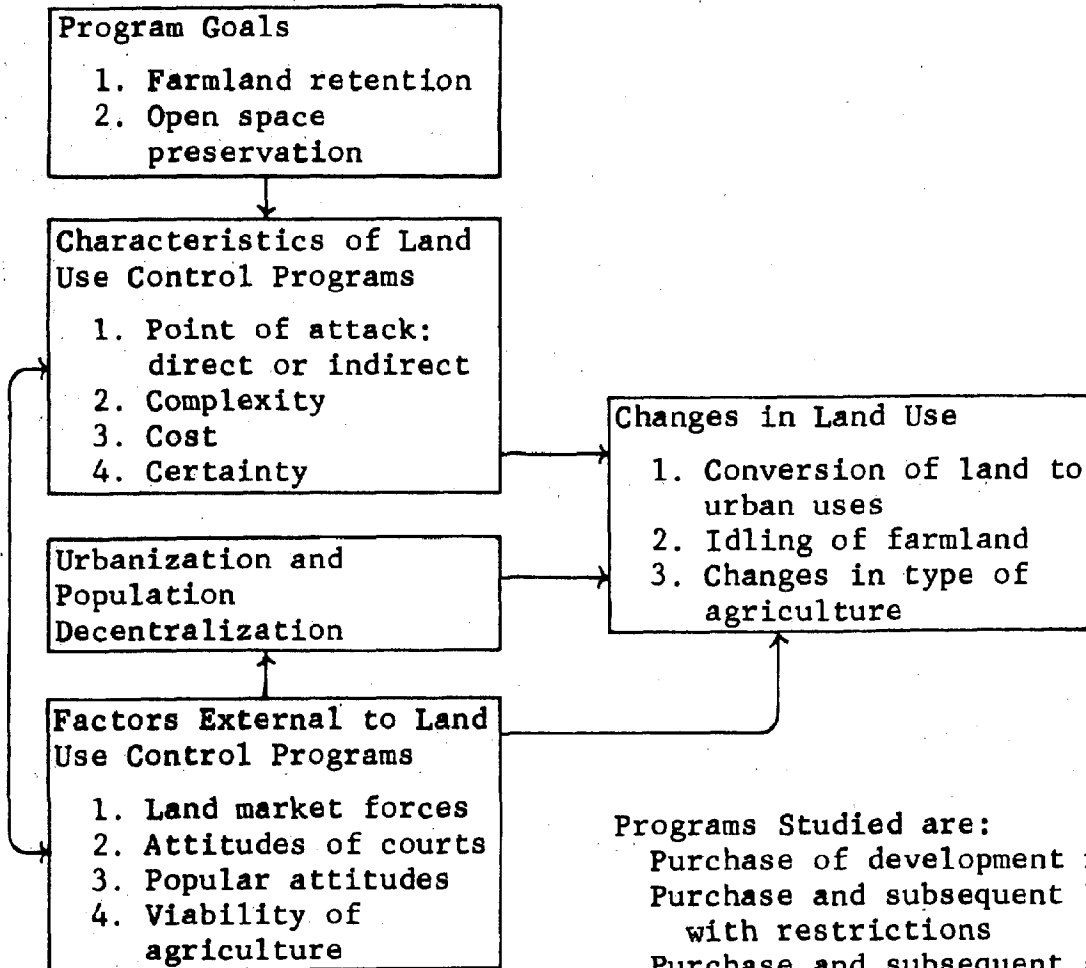 Program Goals
1. Farmland retention
2. Open space
preservation
Characteristics of Land
Use Control Programs
1. Point of attack:
direct or indirect
2. Complexity
3. Cost
4. Certainty
Urbanization and
Population
Decentralization
Factors External to Land
Use Control Programs
1. Land market forces
2. Attitudes of courts
3. Popular attitudes
4. Viability of
agriculture
Changes in Land Use
1. Conversion of land to
urban uses
2. Idling of farmland
3. Changes in type of
agriculture
Programs Studied are:
Purchase of development
Purchase and subsequent
with restrictions
Purchase and subsequent